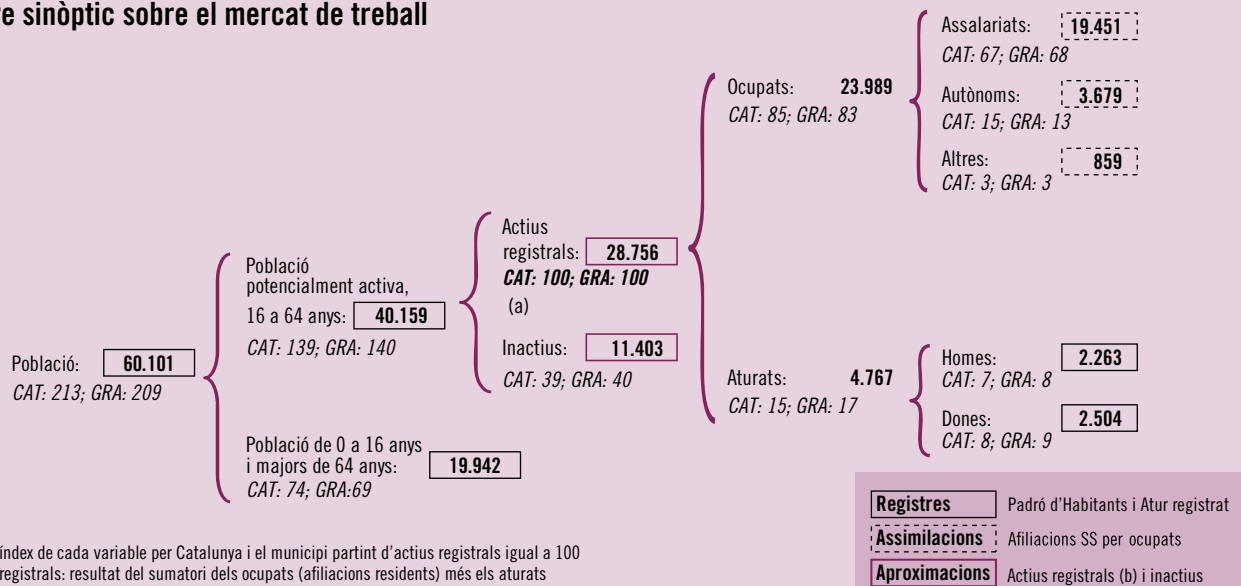 e sinòptic sobre el mercat de treball
Població: 60.101
CAT: 213; GRA: 209
Població
potencialment activa,
16 a 64 anys: 40.159
CAT: 139; GRA: 140
Població de 0 a 16 anys
i majors de 64 anys: 19.942
CAT: 74; GRA:69
Actius
registrals: 28.756
CAT: 100; GRA: 100
(a)
Inactius: 11.403
CAT: 39; GRA: 40
Ocupats: 23.989
CAT: 85; GRA: 83
Aturats: 4.767
CAT: 15; GRA: 17
Assalariats: 19.451
CAT: 67; GRA: 68
Autònoms: 3.679
CAT: 15; GRA: 13
Altres: 859
CAT: 3; GRA: 3
Homes: 2.263
CAT: 7; GRA: 8
Dones: 2.504
CAT: 8; GRA: 9
Registres Padró d'Habitants i Atur registrat
Assimilacions Afiliacions SS per ocupats
Aproximacions Actius registrals (b) i inactius
índex de cada variable per Catalunya i el municipi partint d'actius registrals igual a 100
registrals: resultat del sumatori dels ocupats (afiliacions residents) més els aturats